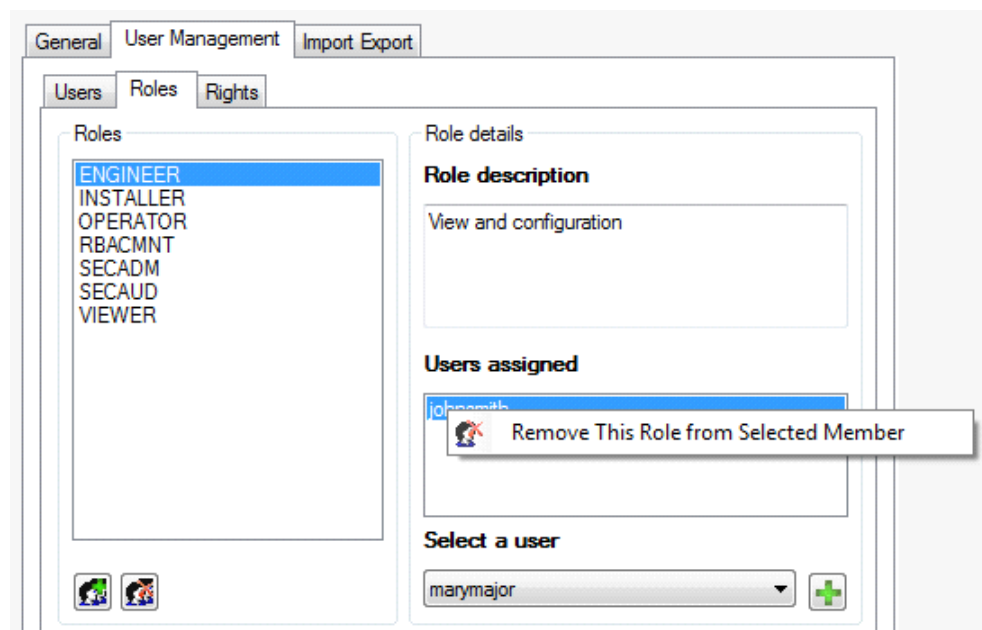 General User Management Import Export
Users Roles Rights
Roles
ENGINEER
INSTALLER
OPERATOR
RBACMNT
SECADM
SECAUD
VIEWER
Role details
Role description
View and configuration
Users assigned
johnsmith
Remove This Role from Selected Member
Select a user
marymajor